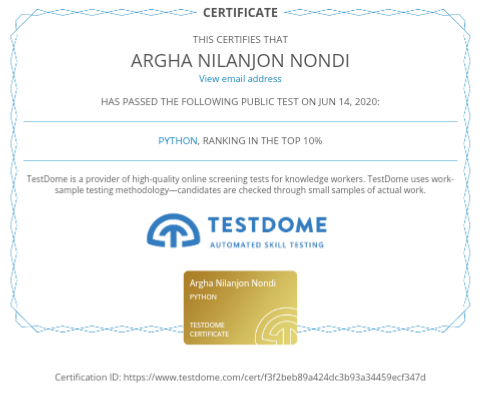 CERTIFICATE
THIS CERTIFIES THAT
ARGHA NILANJON NONDI
View email address
HAS PASSED THE FOLLOWING PUBLIC TEST ON JUN 14, 2020:
PYTHON, RANKING IN THE TOP 10%
TestDome is a provider of high-quality online screening tests for knowledge workers. TestDome uses work-
sample testing methodology—candidates are checked through small samples of actual work.
TESTDOME
AUTOMATED SKILL TESTING
Argha Nilanjon Nondi
PYTHON
TESTDOME
CERTIFICATE
Certification ID: https://www.testdome.com/cert/f3f2beb89a424dc3b93a34459ecf347d